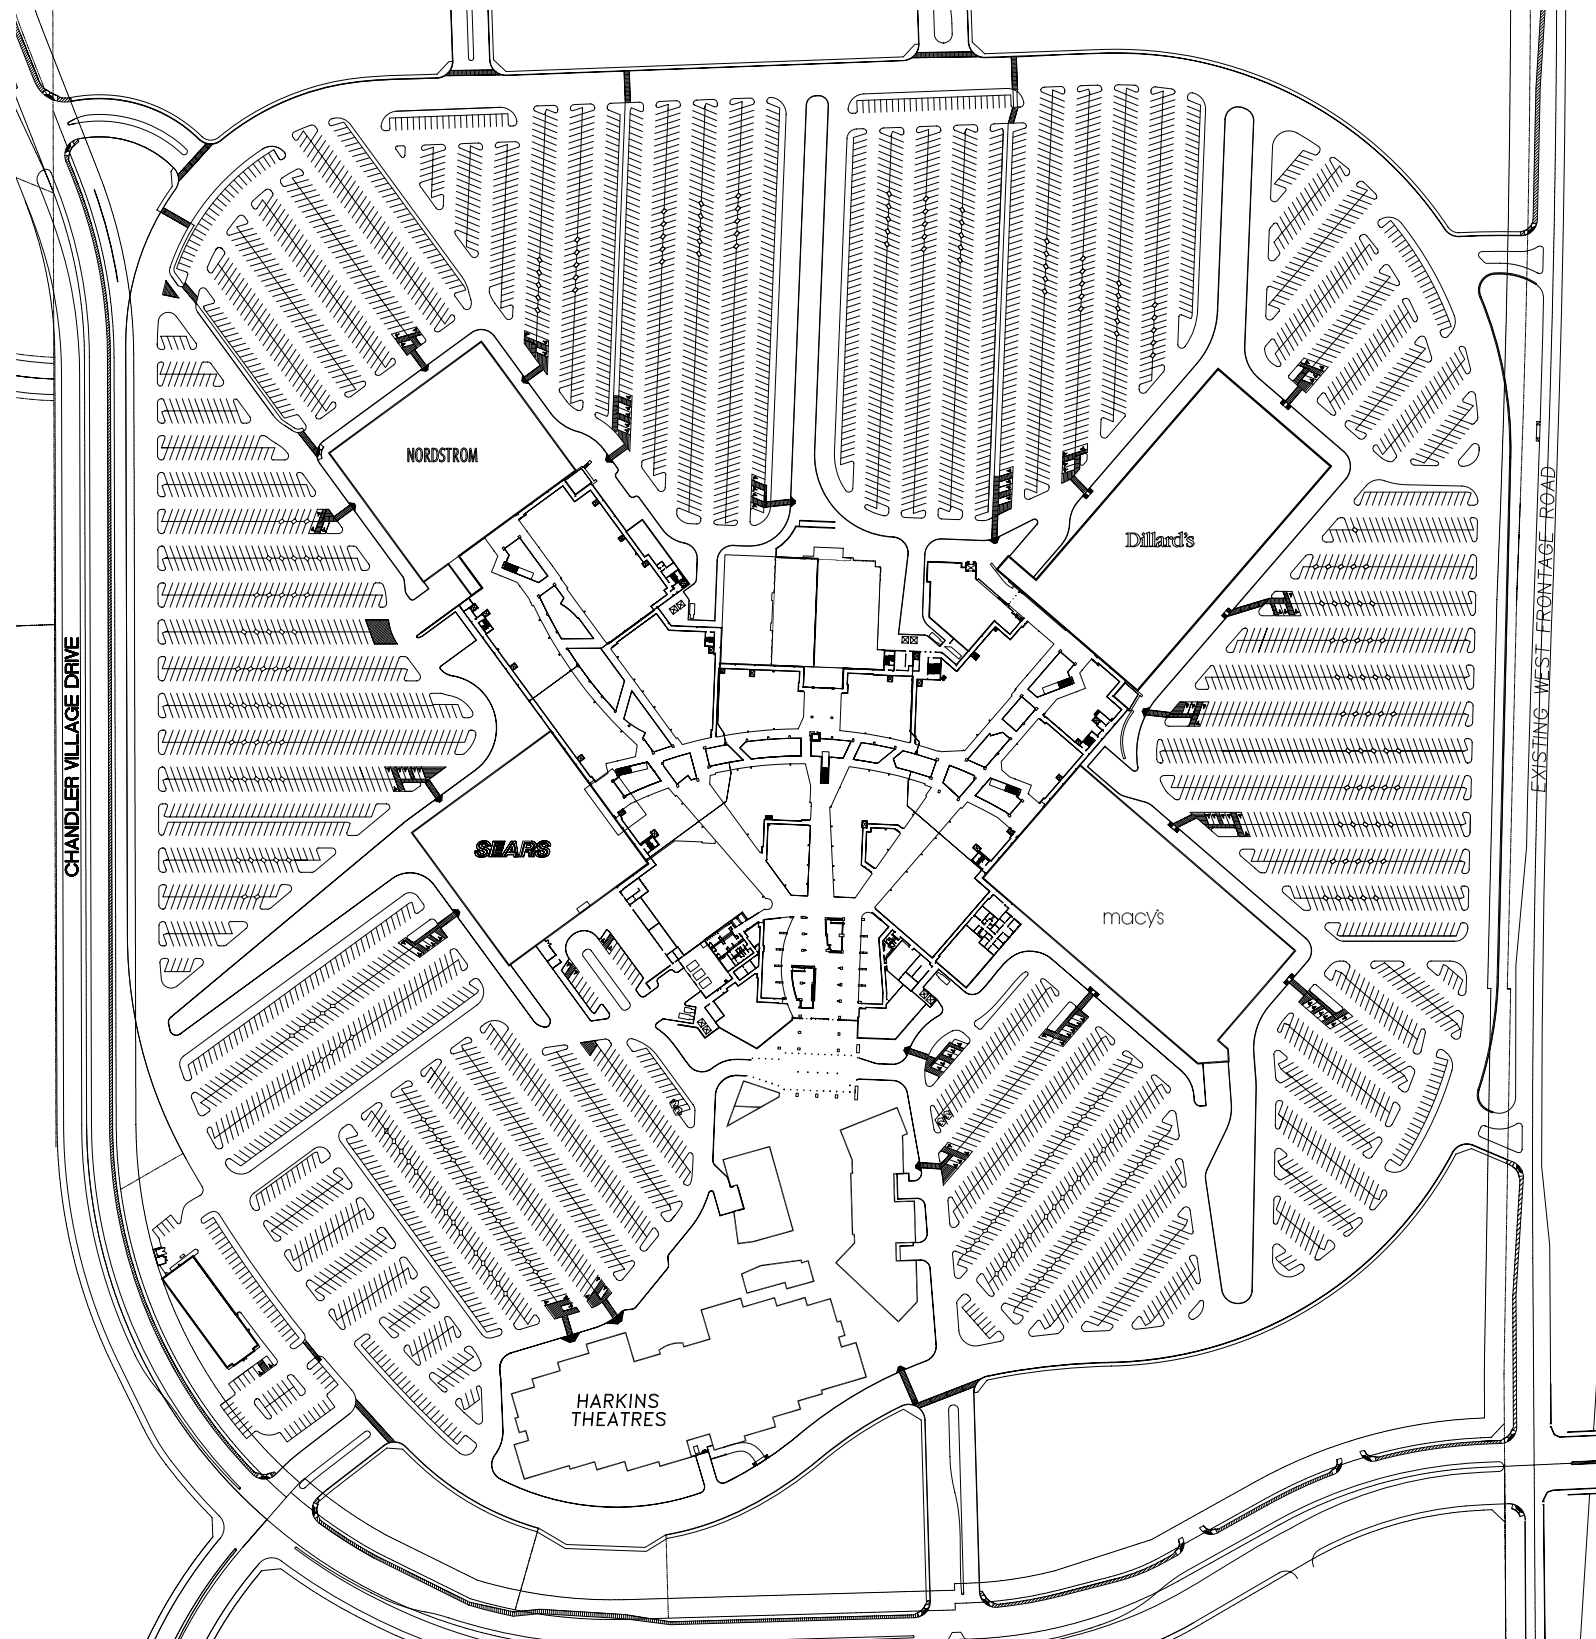 NORDSTROM
Dillard's
EXISTING WEST FRONTAGE ROAD
CHANDLER VILLAGE DRIVE
SEARS
macy's
HARKINS
THEATRES